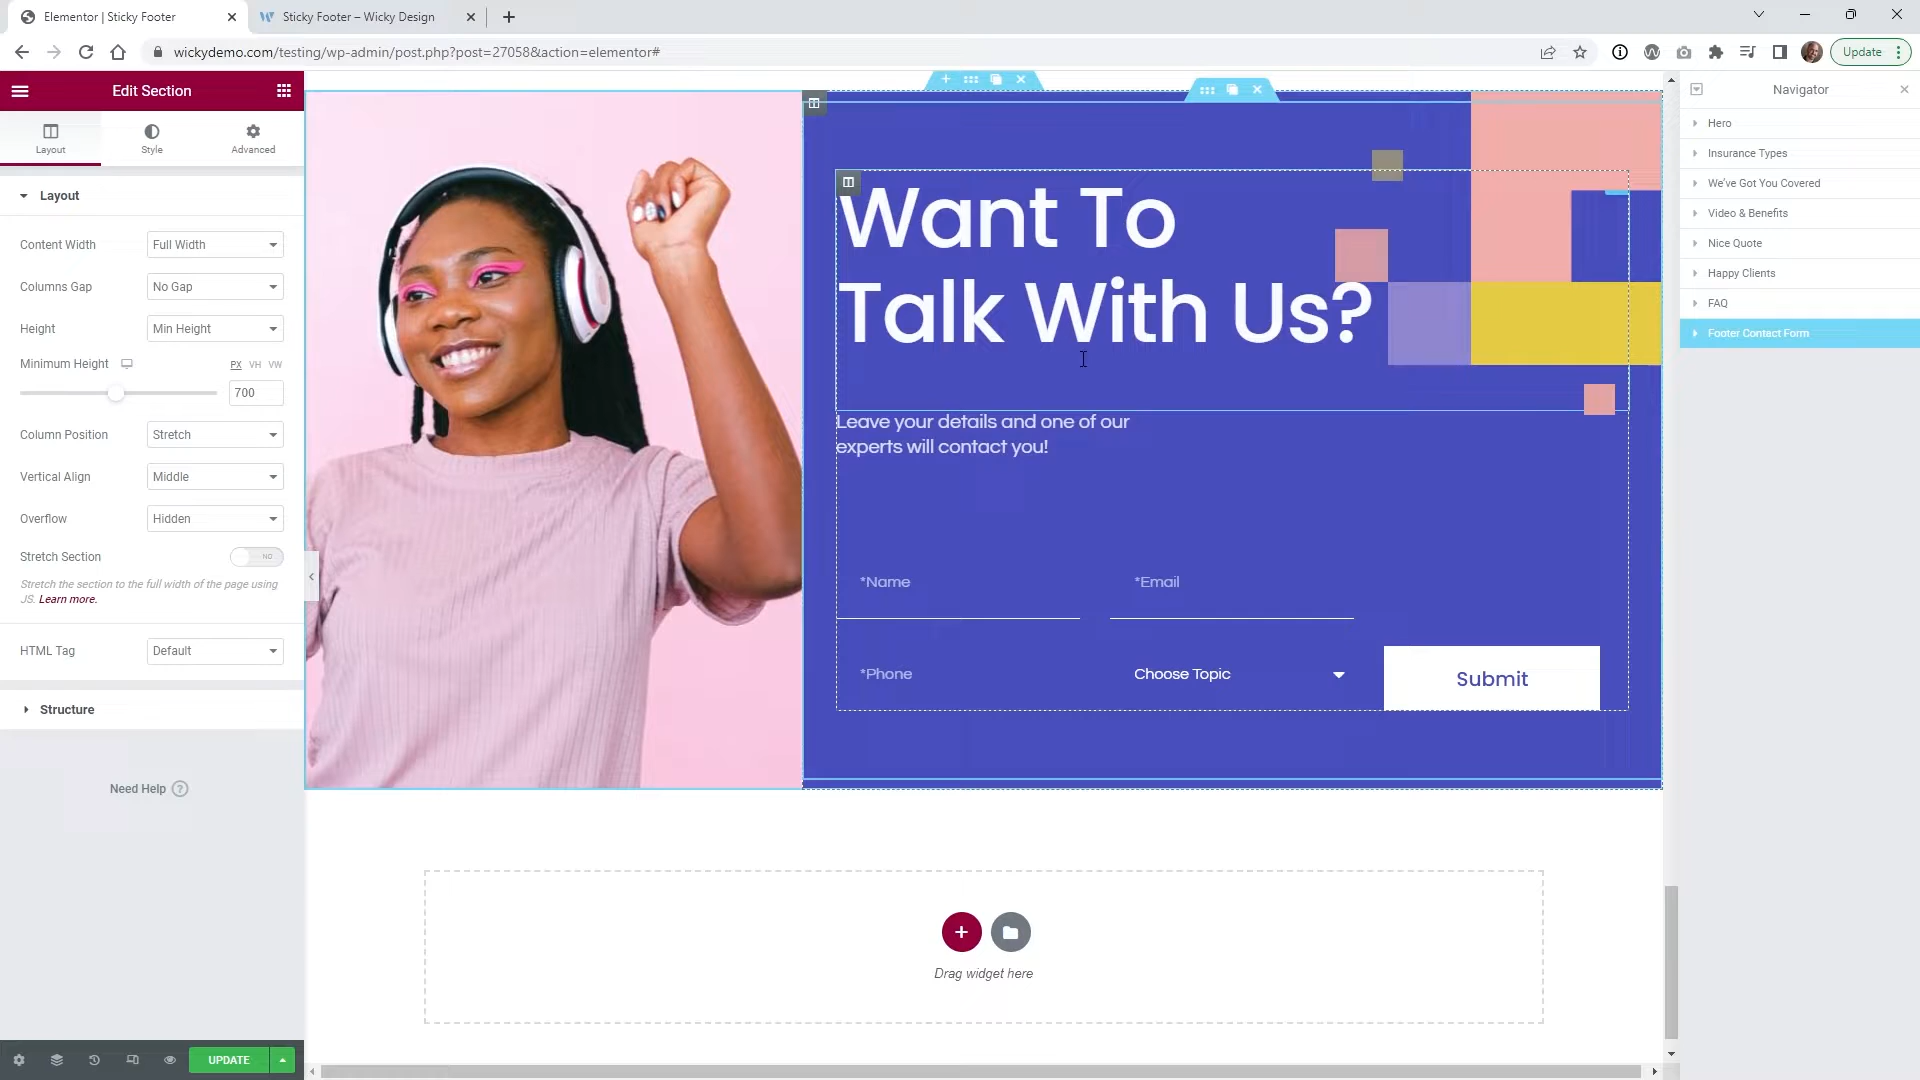 Elementor | Sticky Footer
Sticky Footer – Wicky Design
wickydemo.com/testing/wp-admin/post.php?post=27058&action=elementor#
Update
Edit Section
Layout
Style
Advanced
Layout
Content Width
Full Width
Columns Gap
No Gap
Height
Min Height
Minimum Height
PX
VH
VW
700
Column Position
Stretch
Vertical Align
Middle
Overflow
Hidden
Stretch Section
NO
Stretch the section to the full width of the page using
JS. Learn more.
HTML Tag
Default
Structure
Need Help
UPDATE
Want To
Talk With Us?
Leave your details and one of our
experts will contact you!
*Name
*Email
*Phone
Choose Topic
Submit
Drag widget here
Navigator
Hero
Insurance Types
We've Got You Covered
Video & Benefits
Nice Quote
Happy Clients
FAQ
Footer Contact Form